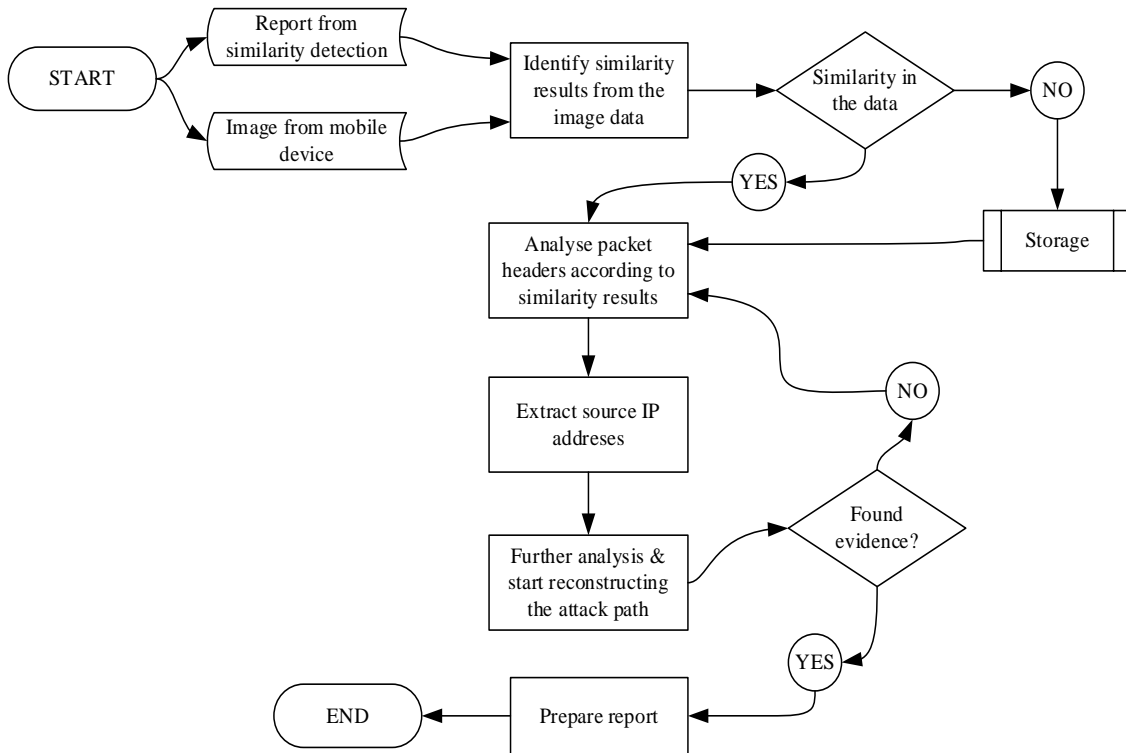 START
Report from
similarity detection
Image from mobile
device
Identify similarity
results from the
image data
Similarity in
the data
NO
YES
Storage
Analyse packet
headers according to
similarity results
Extract source IP
addreses
NO
Further analysis &
start reconstructing
the attack path
Found
evidence?
YES
Prepare report
END